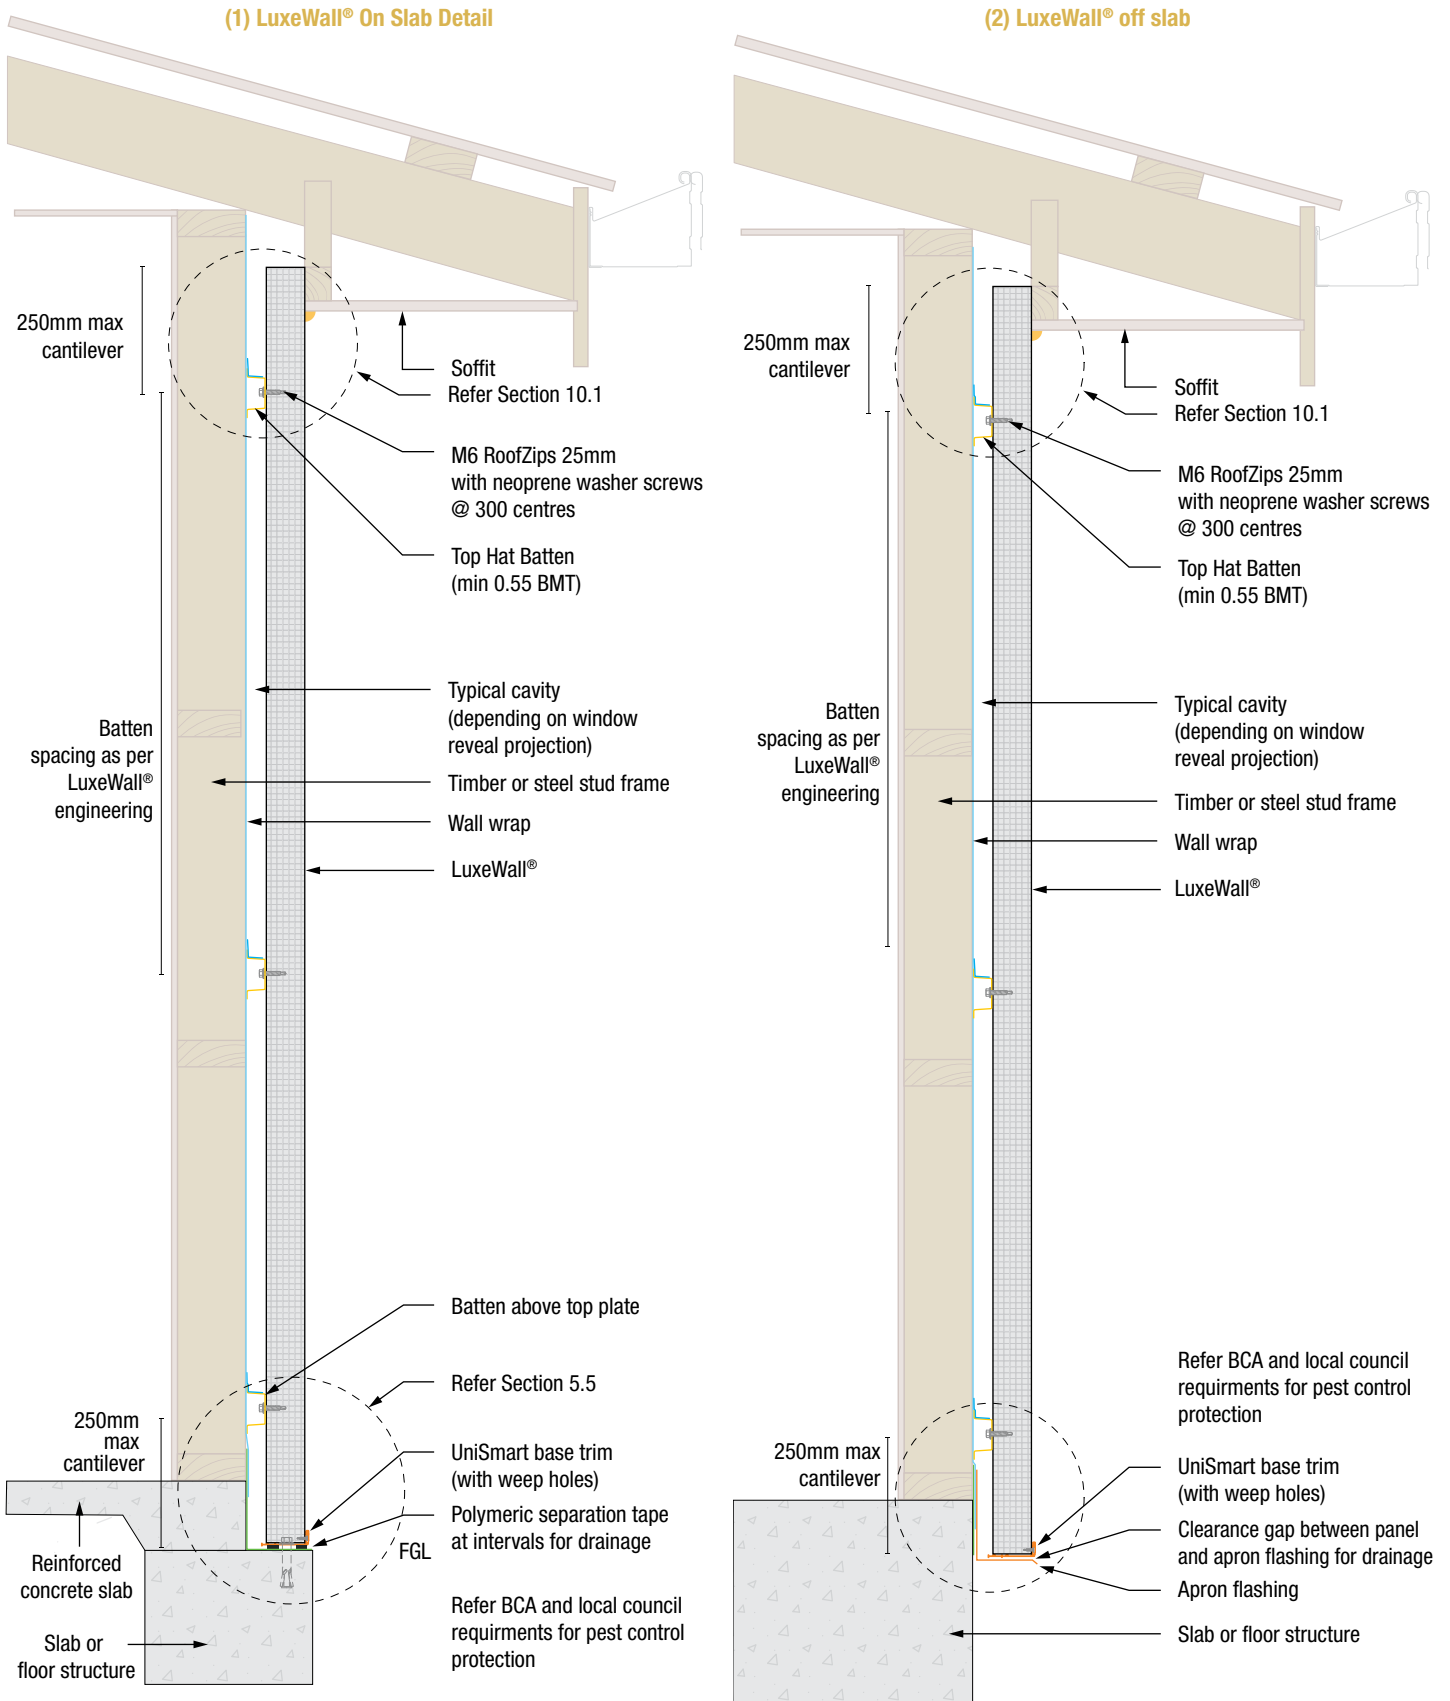 (1) LuxeWall® On Slab Detail
250mm max
cantilever
Soffit
Refer Section 10.1
M6 RoofZips 25mm
with neoprene washer screws
@ 300 centres
Top Hat Batten
(min 0.55 BMT)
Typical cavity
(depending on window
reveal projection)
Batten
spacing as per
LuxeWall®
engineering
Timber or steel stud frame
Wall wrap
LuxeWall®
Batten above top plate
Refer Section 5.5
250mm
max
cantilever
UniSmart base trim
(with weep holes)
Polymeric separation tape
at intervals for drainage
FGL
Reinforced
concrete slab
Refer BCA and local council
requirments for pest control
protection
Slab or
floor structure
(2) LuxeWall® off slab
250mm max
cantilever
Soffit
Refer Section 10.1
M6 RoofZips 25mm
with neoprene washer screws
@ 300 centres
Top Hat Batten
(min 0.55 BMT)
Typical cavity
(depending on window
reveal projection)
Batten
spacing as per
LuxeWall®
engineering
Timber or steel stud frame
Wall wrap
LuxeWall®
Refer BCA and local council
requirments for pest control
protection
250mm max
cantilever
UniSmart base trim
(with weep holes)
Clearance gap between panel
and apron flashing for drainage
Apron flashing
Slab or floor structure